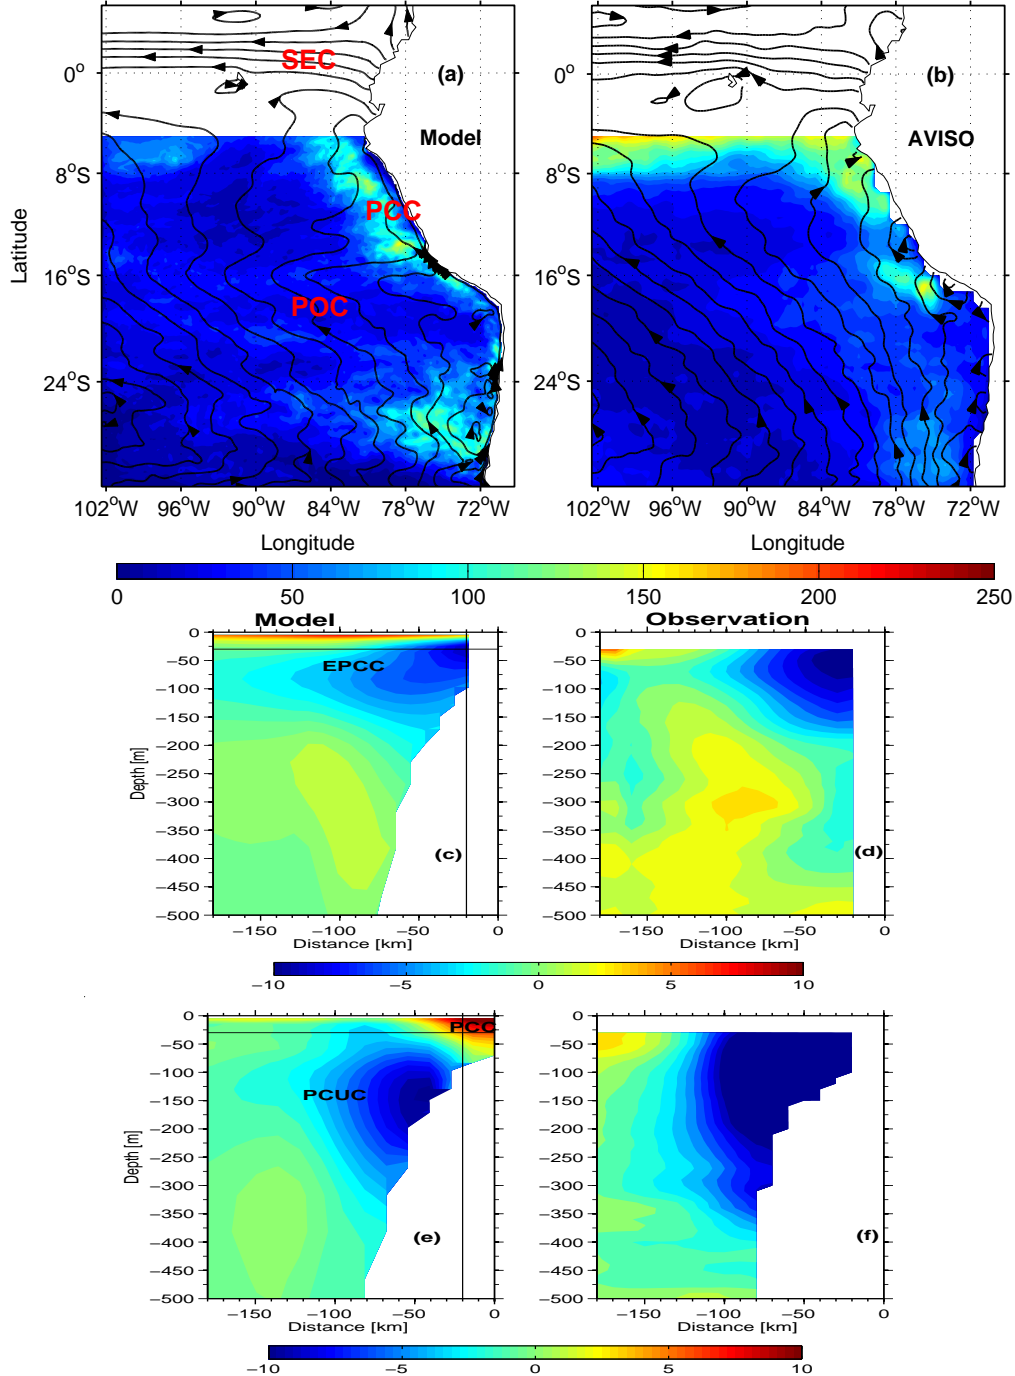 SEC
(a)
(b)
0°
Model
AVISO
8°S
PCC
Latitude
16°S
POC
24°S
102°W 96°W 90°W 84°W 78°W 72°W
102°W 96°W 90°W 84°W 78°W 72°W
Longitude
Longitude
0 50 100 150 200 250
Model
Observation
0
−50
−100
−150
−200
−250
−300
−350
−400
−450
−500
EPCC
Depth [m]
(c)
−150 −100 −50 0
Distance [km]
0
−50
−100
−150
−200
−250
−300
−350
−400
−450
−500
(d)
−150 −100 −50 0
Distance [km]
−10 −5 0 5 10
0
−50
−100
−150
−200
−250
−300
−350
−400
−450
−500
PCC
PCUC
Depth [m]
(e)
−150 −100 −50 0
Distance [km]
0
−50
−100
−150
−200
−250
−300
−350
−400
−450
−500
(f)
−150 −100 −50 0
Distance [km]
−10 −5 0 5 10